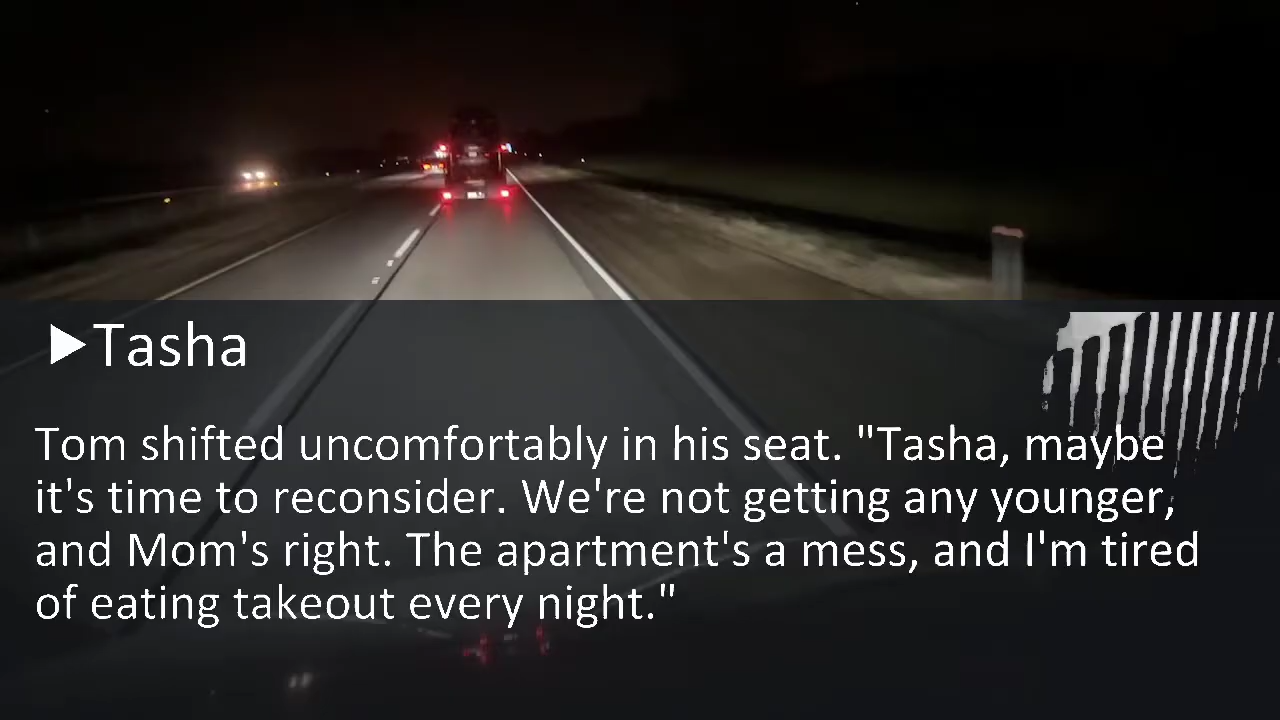 ▶Tasha
Tom shifted uncomfortably in his seat. "Tasha, maybe
it's time to reconsider. We're not getting any younger,
and Mom's right. The apartment's a mess, and I'm tired
of eating takeout every night."